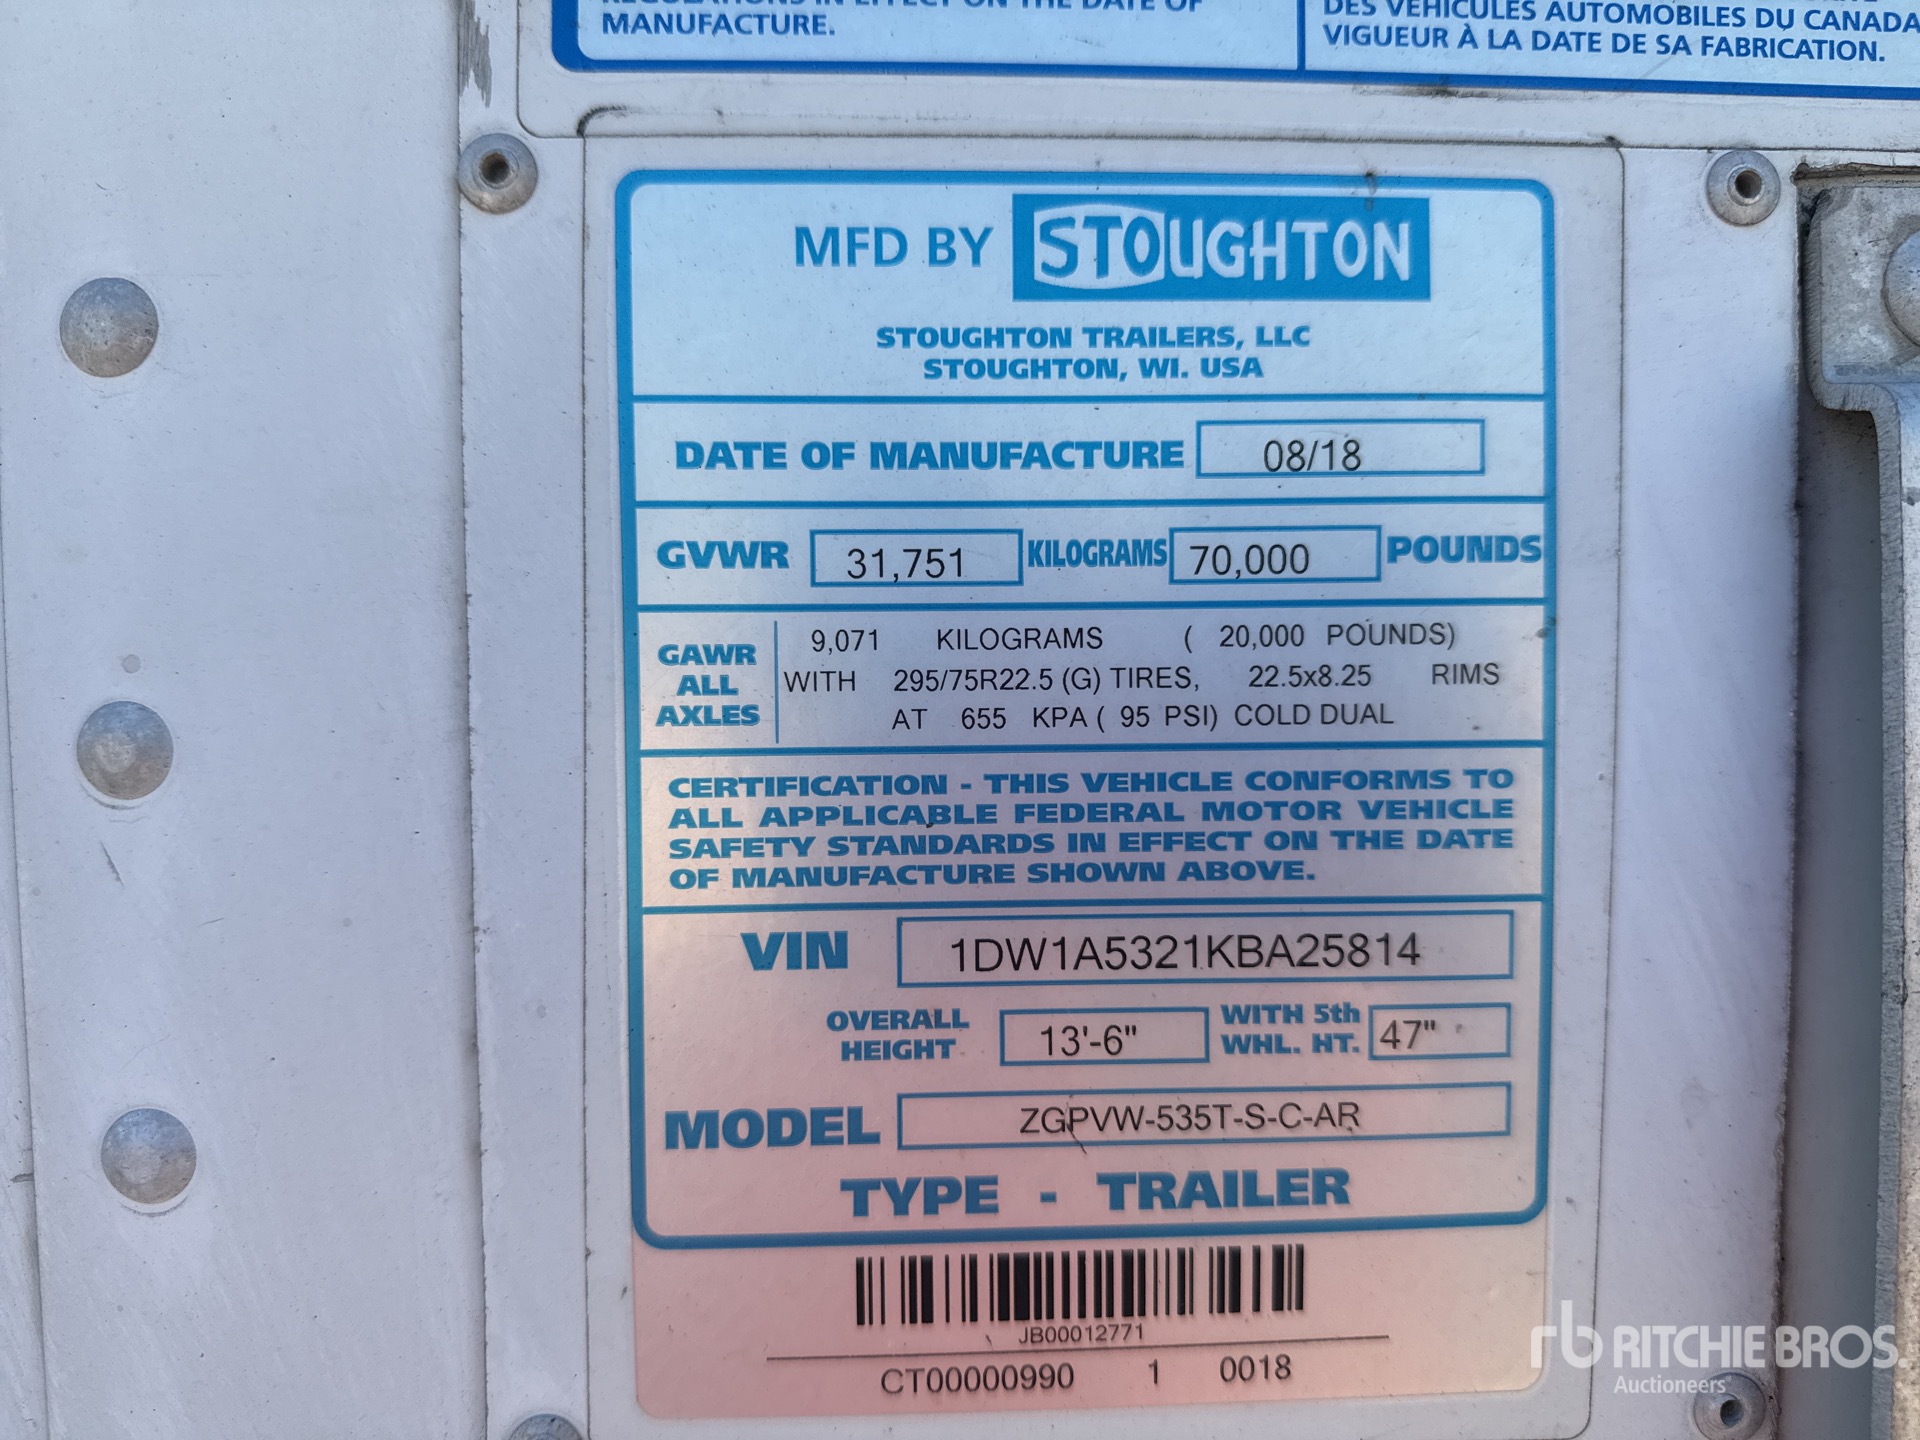 MANUFACTURE.
DES VÉHICULES AUTOMOBILES DU CANADA
VIGUEUR À LA DATE DE SA FABRICATION.
MFD BY STOUGHTON
STOUGHTON TRAILERS, LLC
STOUGHTON, WI. USA
DATE OF MANUFACTURE 08/18
GVWR 31,751 KILOGRAMS 70,000 POUNDS
GAWR ALL AXLES
9,071 KILOGRAMS ( 20,000 POUNDS)
WITH 295/75R22.5 (G) TIRES, 22.5x8.25 RIMS
AT 655 KPA ( 95 PSI) COLD DUAL
CERTIFICATION - THIS VEHICLE CONFORMS TO
ALL APPLICABLE FEDERAL MOTOR VEHICLE
SAFETY STANDARDS IN EFFECT ON THE DATE
OF MANUFACTURE SHOWN ABOVE.
VIN 1DW1A5321KBA25814
OVERALL HEIGHT 13'-6" WITH 5th WHL. HT. 47"
MODEL ZGPVW-535T-S-C-AR
TYPE - TRAILER
JB00012771
CT00000990 1 0018
rb RITCHIE BROS.
Auctioneers